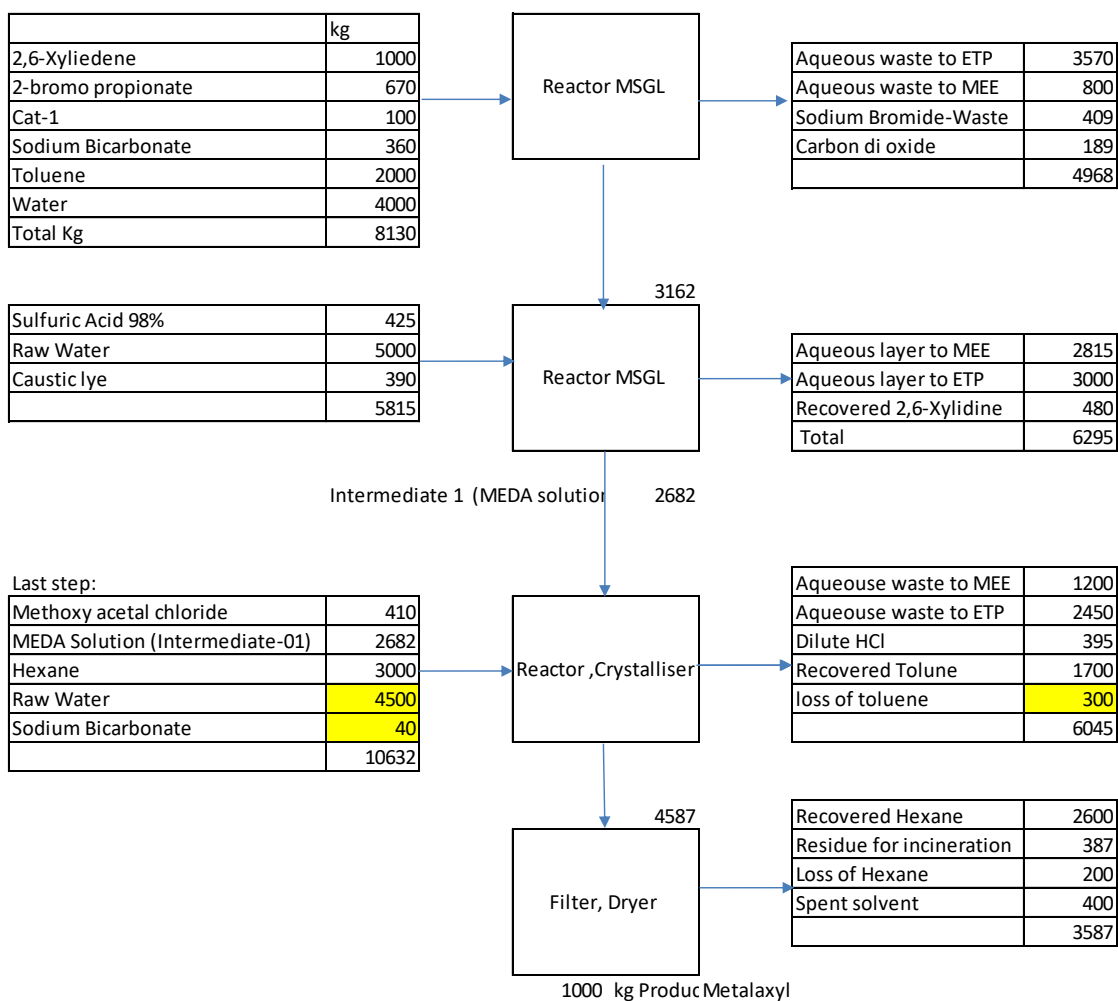 kg
2,6-Xyliedene 1000
2-bromo propionate 670
Cat-1 100
Sodium Bicarbonate 360
Toluene 2000
Water 4000
Total Kg 8130
Reactor MSGL
Aqueous waste to ETP 3570
Aqueous waste to MEE 800
Sodium Bromide-Waste 409
Carbon di oxide 189
4968
3162
Sulfuric Acid 98% 425
Raw Water 5000
Caustic lye 390
5815
Reactor MSGL
Aqueous layer to MEE 2815
Aqueous layer to ETP 3000
Recovered 2,6-Xylidine 480
Total 6295
Intermediate 1 (MEDA solution 2682
Last step:
Methoxy acetal chloride 410
MEDA Solution (Intermediate-01) 2682
Hexane 3000
Raw Water 4500
Sodium Bicarbonate 40
10632
Reactor ,Crystalliser
Aqueouse waste to MEE 1200
Aqueouse waste to ETP 2450
Dilute HCl 395
Recovered Tolune 1700
loss of toluene 300
6045
4587
Filter, Dryer
Recovered Hexane 2600
Residue for incineration 387
Loss of Hexane 200
Spent solvent 400
3587
1000 kg Produc Metalaxyl